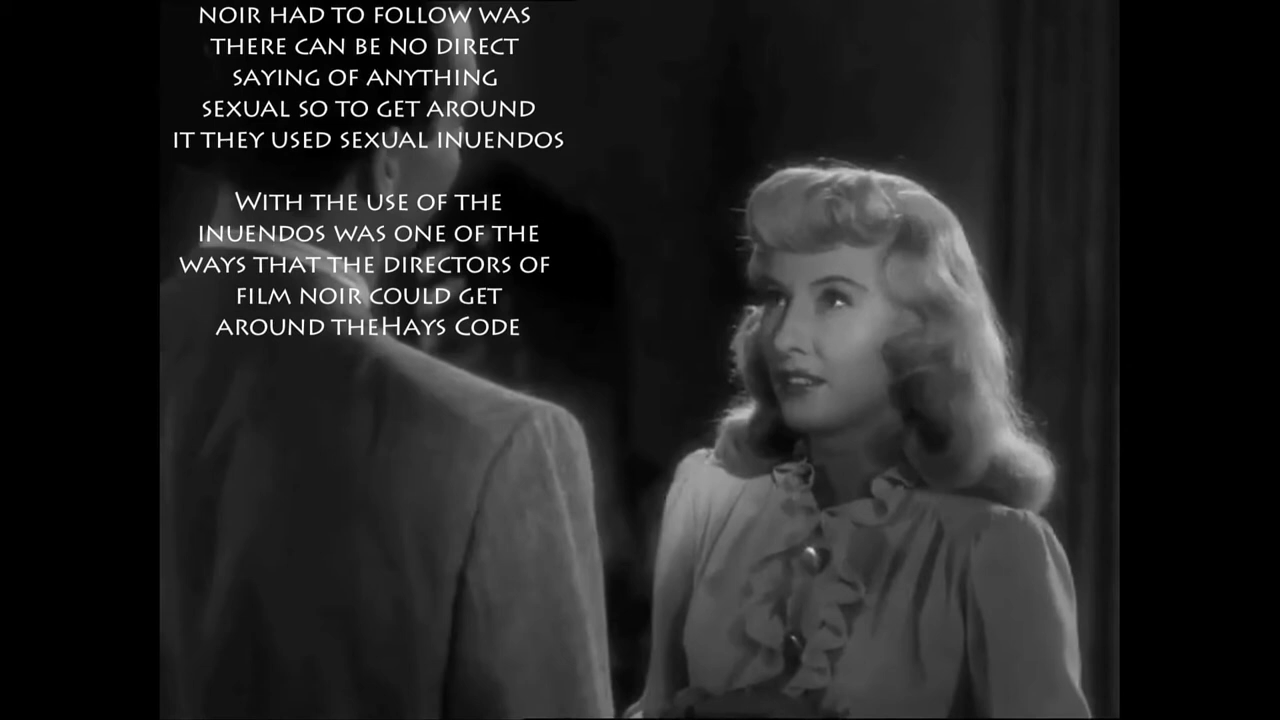 NOIR HAD TO FOLLOW WAS
THERE CAN BE NO DIRECT
SAYING OF ANYTHING
SEXUAL SO TO GET AROUND
IT THEY USED SEXUAL INUENDOS
WITH THE USE OF THE
INUENDOS WAS ONE OF THE
WAYS THAT THE DIRECTORS OF
FILM NOIR COULD GET
AROUND THEHAYS CODE